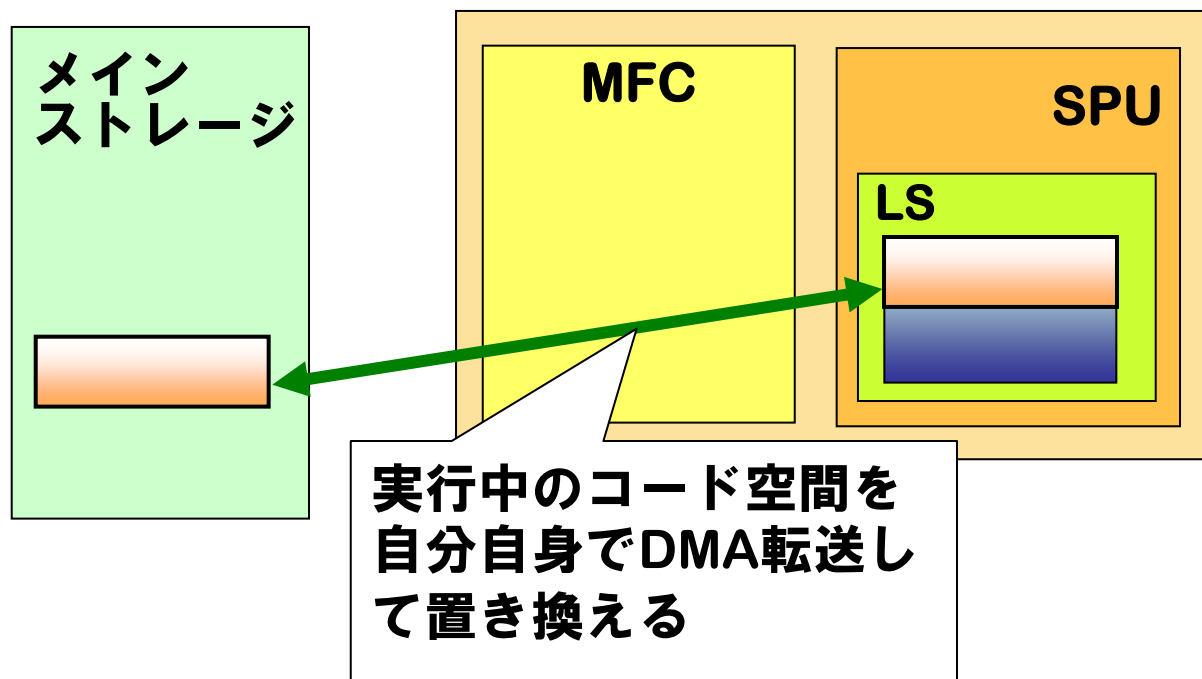 メイン
ストレージ
MFC
SPU
LS
実行中のコード空間を
自分自身でDMA転送し
て置き換える